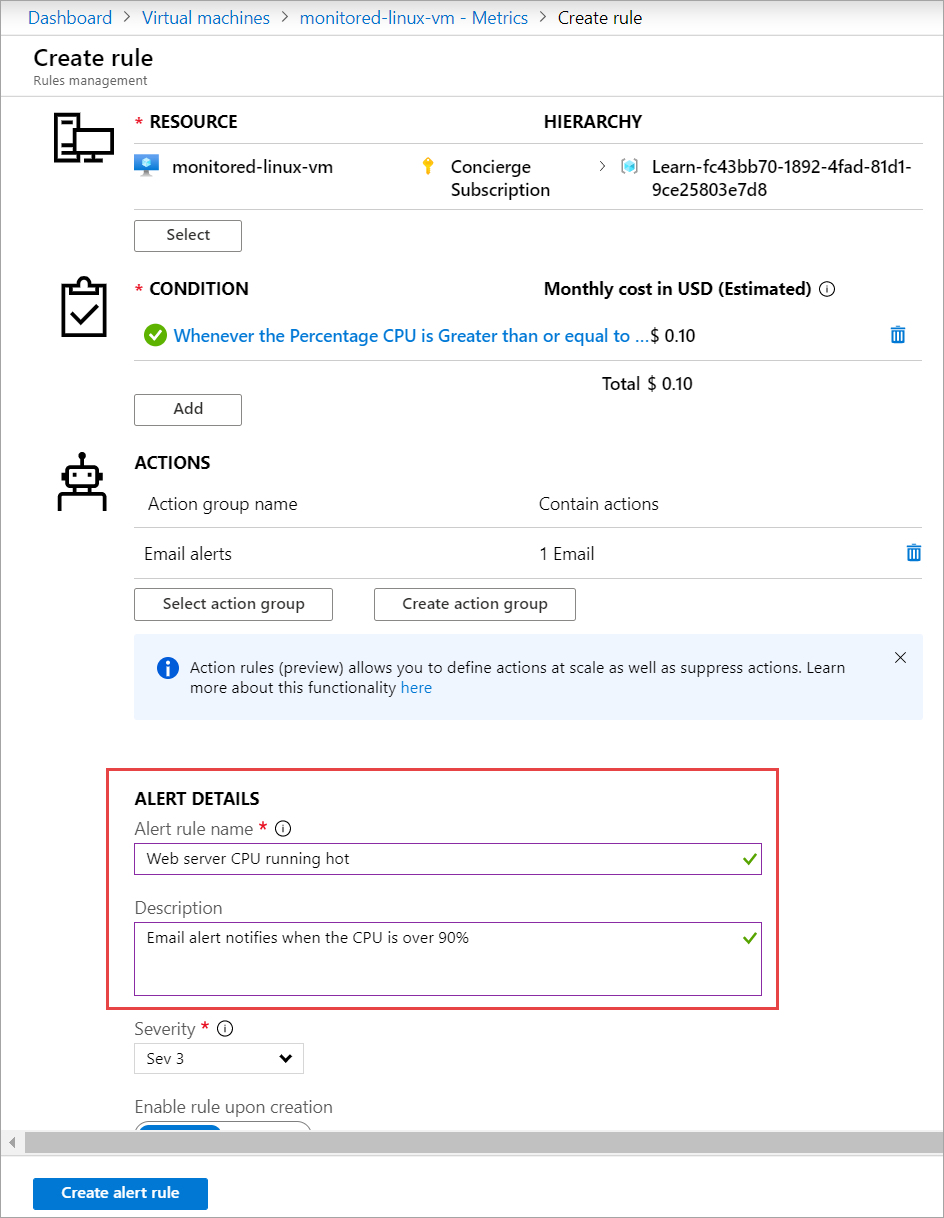 Dashboard > Virtual machines > monitored-linux-vm - Metrics > Create rule
Create rule
Rules management
* RESOURCE HIERARCHY
monitored-linux-vm Concierge Subscription > Learn-fc43bb70-1892-4fad-81d1-9ce25803e7d8
Select
* CONDITION Monthly cost in USD (Estimated)
Whenever the Percentage CPU is Greater than or equal to ... $ 0.10
Total $ 0.10
Add
ACTIONS
Action group name Contain actions
Email alerts 1 Email
Select action group Create action group
Action rules (preview) allows you to define actions at scale as well as suppress actions. Learn
more about this functionality here
ALERT DETAILS
Alert rule name *
Web server CPU running hot
Description
Email alert notifies when the CPU is over 90%
Severity *
Sev 3
Enable rule upon creation
Create alert rule